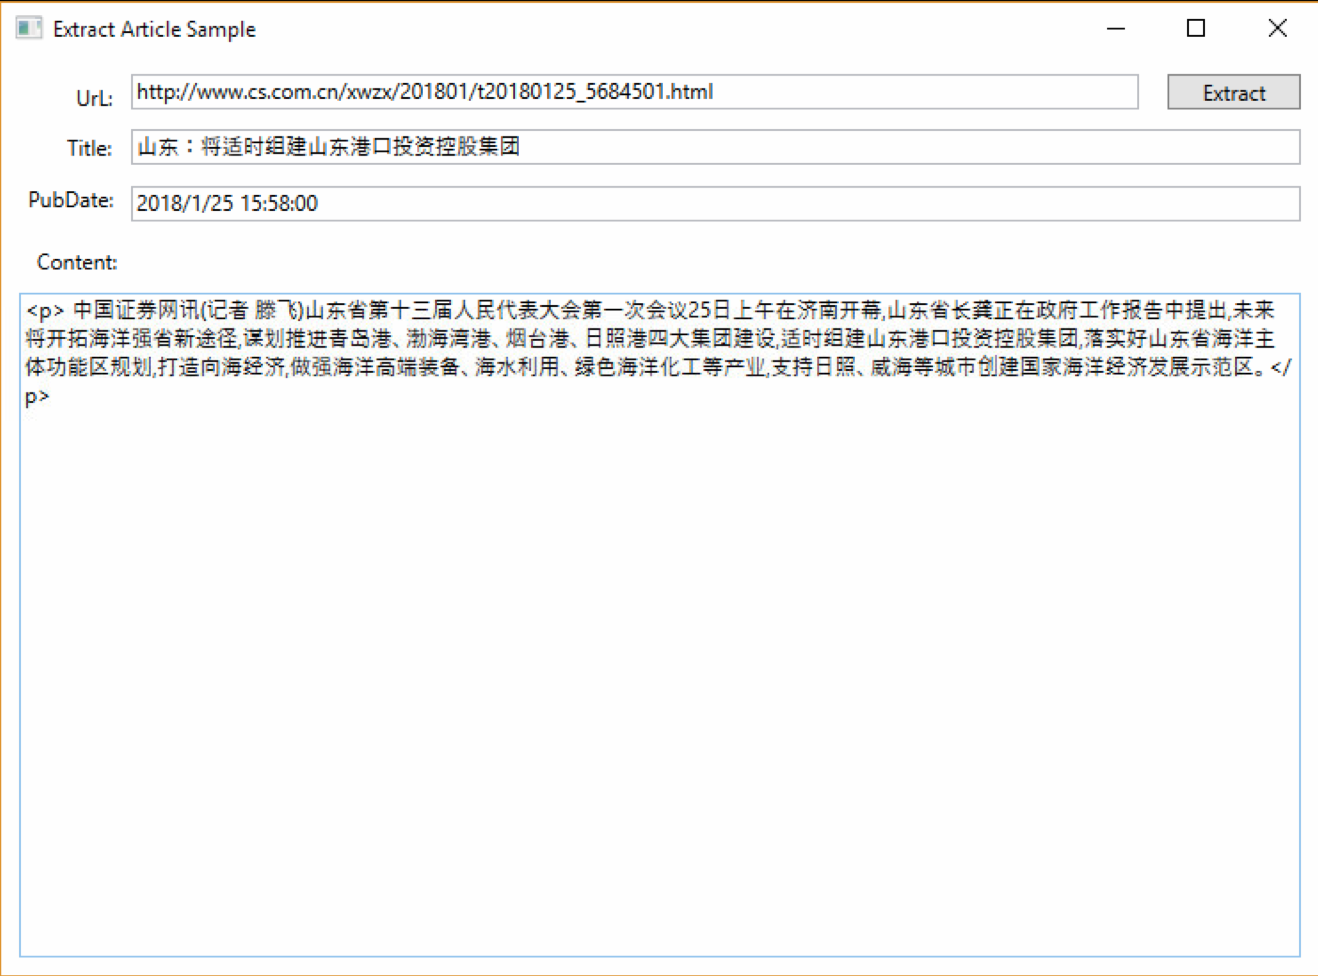 Extract Article Sample
UrL: http://www.cs.com.cn/xwzx/201801/t20180125_5684501.html Extract
Title: 山东：将适时组建山东港口投资控股集团
PubDate: 2018/1/25 15:58:00
Content:
<p> 中国证券网讯(记者 滕飞)山东省第十三届人民代表大会第一次会议25日上午在济南开幕,山东省长龚正在政府工作报告中提出,未来
将开拓海洋强省新途径,谋划推进青岛港、渤海湾港、烟台港、日照港四大集团建设,适时组建山东港口投资控股集团,落实好山东省海洋主
体功能区规划,打造向海经济,做强海洋高端装备、海水利用、绿色海洋化工等产业,支持日照、威海等城市创建国家海洋经济发展示范区。</
p>